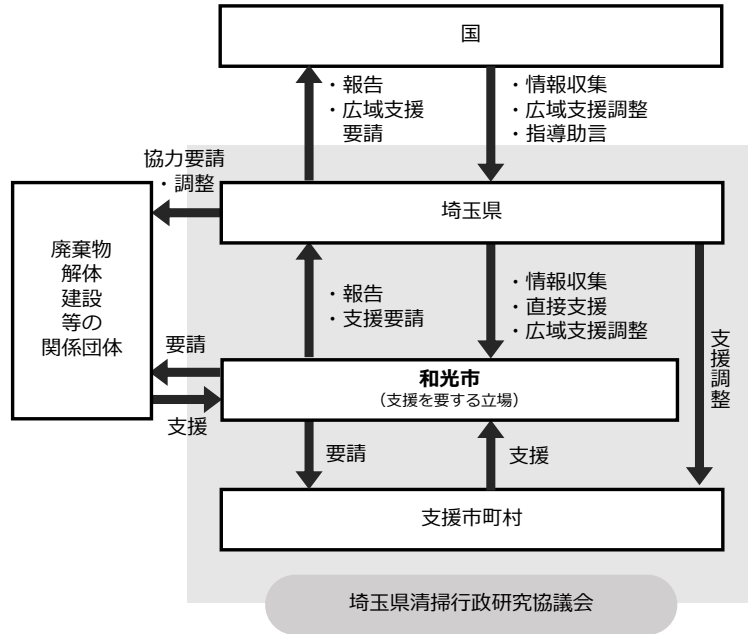 国
・報告
・広域支援
要請
・情報収集
・広域支援調整
・指導助言
協力要請
・調整
埼玉県
廃棄物
解体
建設
等の
関係団体
・報告
・支援要請
・情報収集
・直接支援
・広域支援調整
支援調整
要請
支援
和光市
（支援を要する立場）
要請
支援
支援市町村
埼玉県清掃行政研究協議会